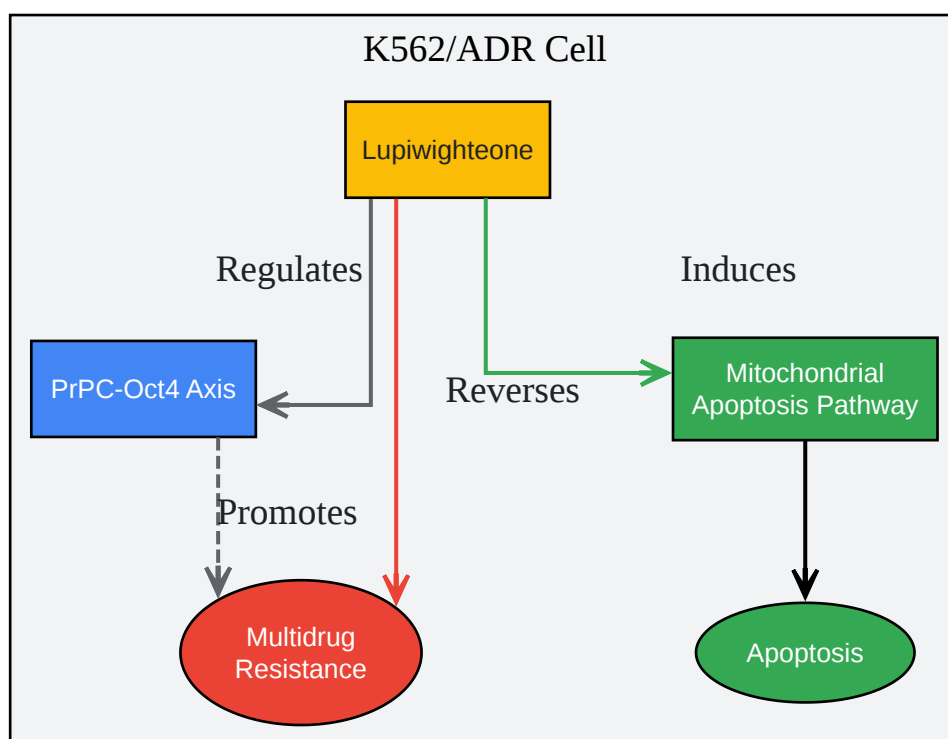 K562/ADR Cell
Lupiwighteone
Regulates
Induces
PrPC-Oct4 Axis
Reverses
Mitochondrial
Apoptosis Pathway
Promotes
Multidrug
Resistance
Apoptosis